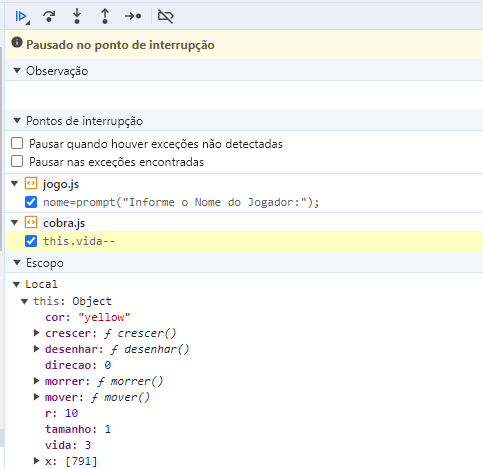 Pausado no ponto de interrupção
Observação
Pontos de interrupção
Pausar quando houver exceções não detectadas
Pausar nas exceções encontradas
jogo.js
nome=prompt("Informe o Nome do Jogador:");
cobra.js
this.vida--
Escopo
Local
this: Object
cor: "yellow"
crescer: ƒ crescer()
desenhar: ƒ desenhar()
direcao: 0
morrer: ƒ morrer()
mover: ƒ mover()
r: 10
tamanho: 1
vida: 3
x: [791]